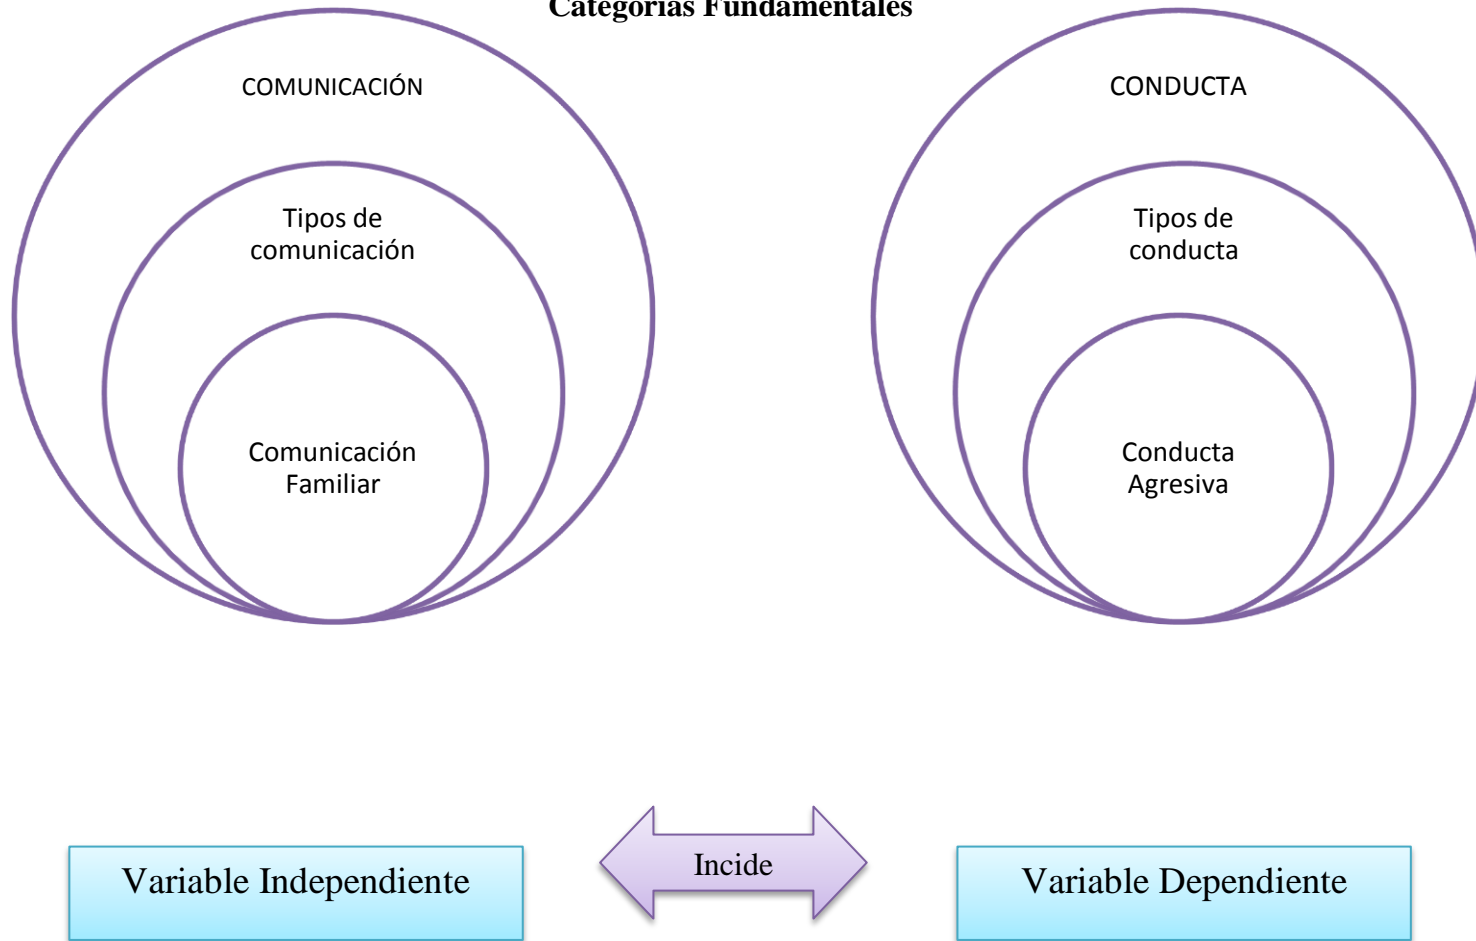 Categorías Fundamentales
COMUNICACIÓN
Tipos de
comunicación
Comunicación
Familiar
CONDUCTA
Tipos de
conducta
Conducta
Agresiva
Variable Independiente
Incide
Variable Dependiente